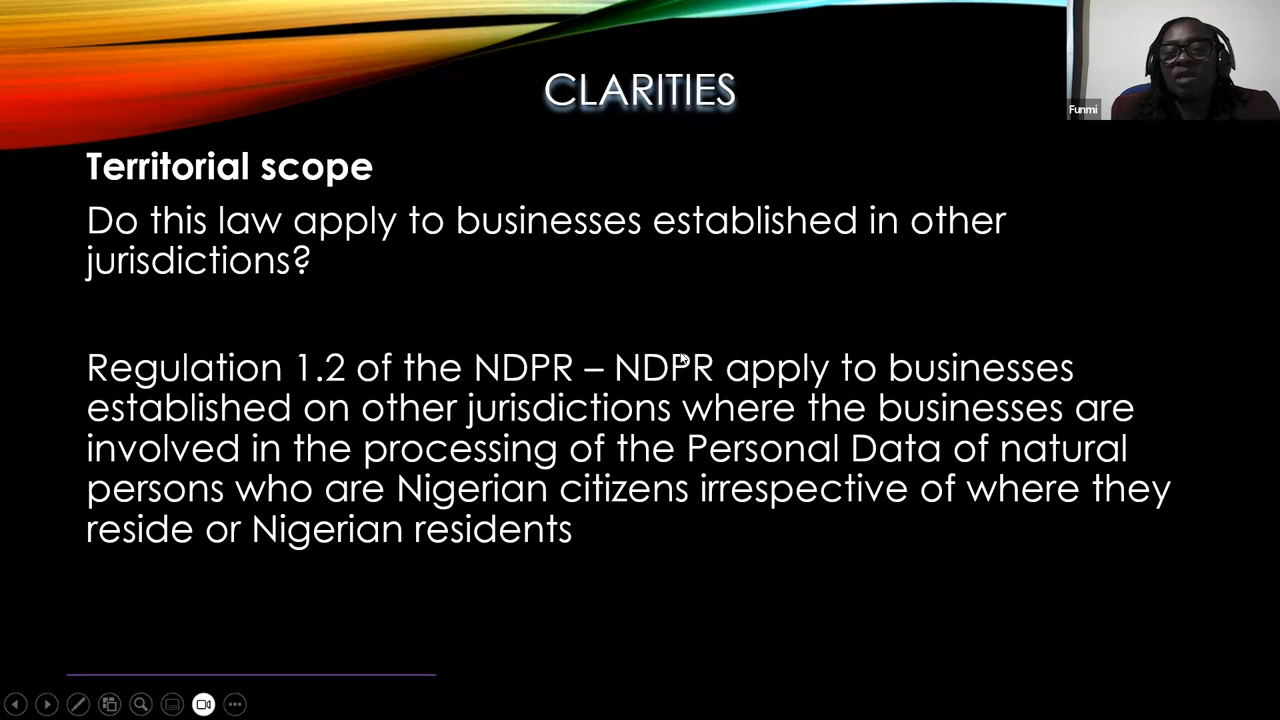 CLARITIES
Funmi
Territorial scope
Do this law apply to businesses established in other
jurisdictions?
Regulation 1.2 of the NDPR – NDPR apply to businesses
established on other jurisdictions where the businesses are
involved in the processing of the Personal Data of natural
persons who are Nigerian citizens irrespective of where they
reside or Nigerian residents